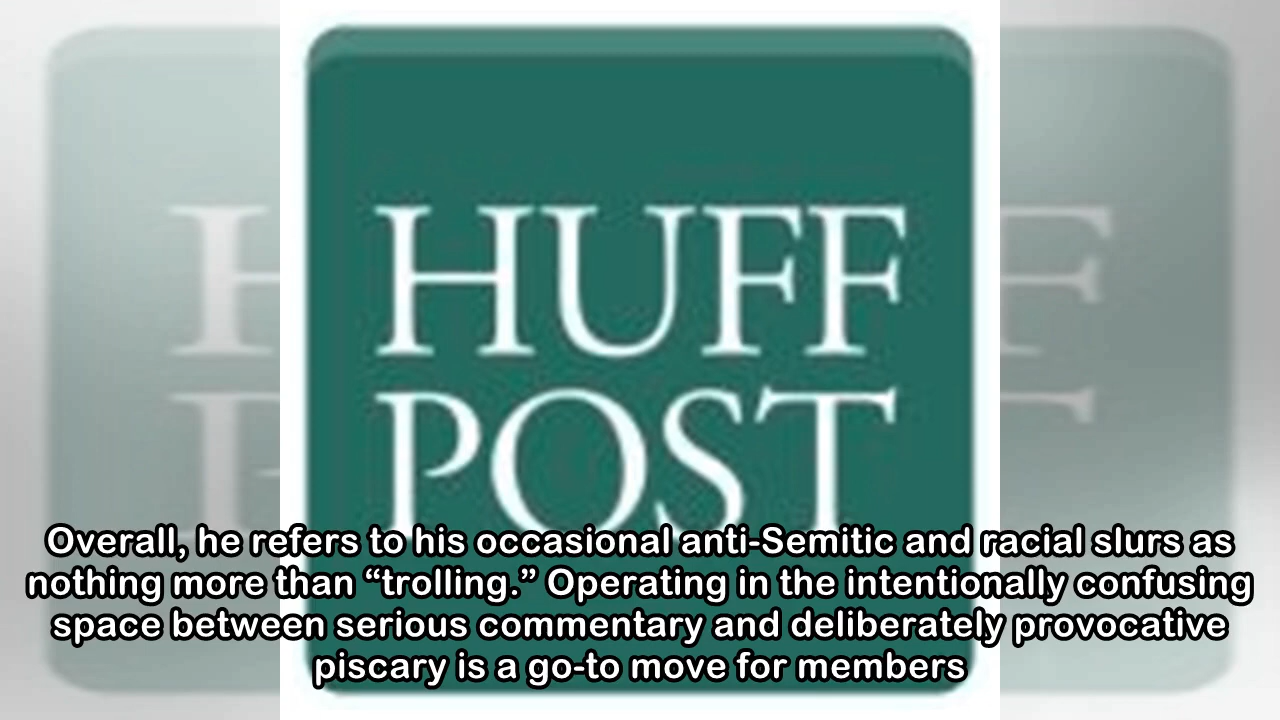 HUFF
POST
Overall, he refers to his occasional anti-Semitic and racial slurs as
nothing more than “trolling.” Operating in the intentionally confusing
space between serious commentary and deliberately provocative
piscary is a go-to move for members